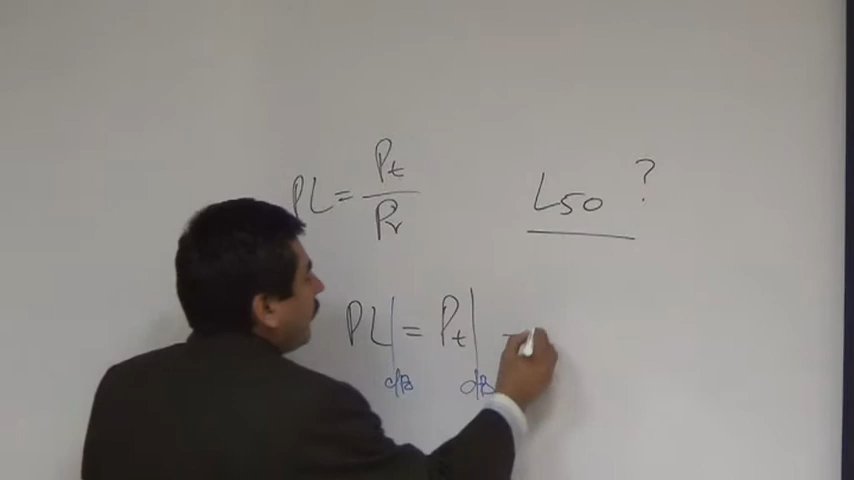 PL = Pt / Pr
L50 ?
PL|dB = Pt|dB -